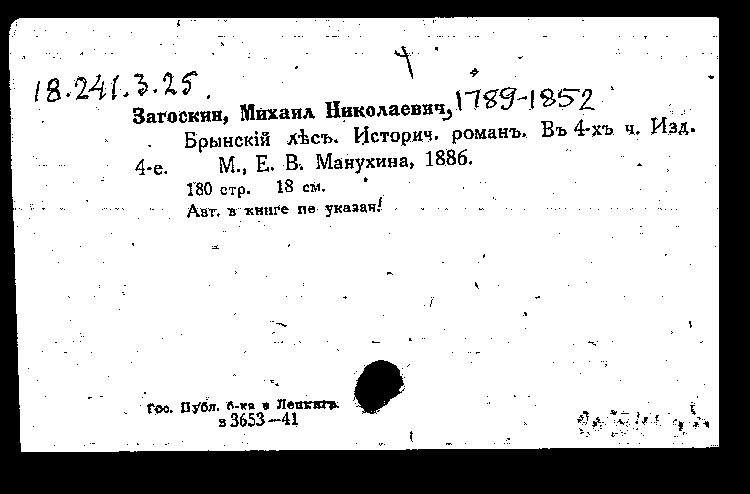 18.241.3.25.
Загоскин, Михаил Николаевич, 1789-1852
Брынскій лѣсъ. Историч. романъ. Въ 4-хъ ч. Изд.
4-е. М., Е. В. Манухина, 1886.
180 стр. 18 см.
Авт. в книге не указан!
Гос. Публ. б-ка в Ленингр.
в 3653—41